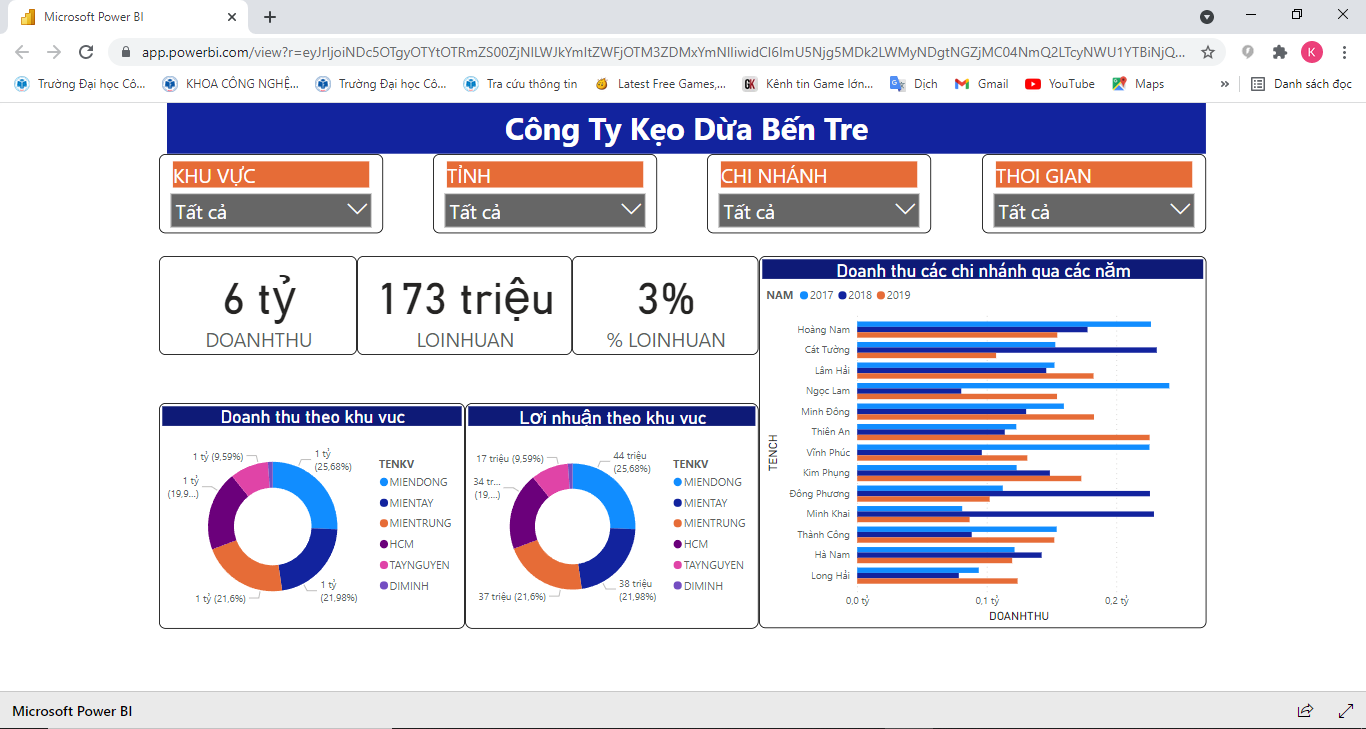 Microsoft Power BI
app.powerbi.com/view?r=eyJrIjoiNDc5OTgyOTYtOTRmZS00ZjNlLWJkYmItZWFjOTM3ZDMxYmNlIiwidCI6ImU5Njg5MDk2LWMyNDgtNGZjMC04NmQ2LTcyNWU1YTBiNjQ...
K
Trường Đại học Cô...
KHOA CÔNG NGHỆ...
Trường Đại học Cô...
Tra cứu thông tin
Latest Free Games,...
GK
Kênh tin Game lớn...
Dịch
Gmail
YouTube
Maps
»
Danh sách đọc
Công Ty Kẹo Dừa Bến Tre
KHU VỰC
TỈNH
CHI NHÁNH
THOI GIAN
Tất cả
Tất cả
Tất cả
Tất cả
6 tỷ
DOANHTHU
173 triệu
LOINHUAN
3%
% LOINHUAN
Doanh thu theo khu vuc
1 tỷ (9,59%)
1 tỷ
(25,68%)
1 tỷ
(19,9...)
1 tỷ (21,6%)
1 tỷ
(21,98%)
TENKV
MIENDONG
MIENTAY
MIENTRUNG
HCM
TAYNGUYEN
DIMINH
Lợi nhuận theo khu vuc
17 triệu (9,59%)
44 triệu
(25,68%)
34 tr...
(19,...)
37 triệu (21,6%)
38 triệu
(21,98%)
TENKV
MIENDONG
MIENTAY
MIENTRUNG
HCM
TAYNGUYEN
DIMINH
Doanh thu các chi nhánh qua các năm
NAM 2017 2018 2019
TENCH
Hoáng Nam
Cát Tường
Lâm Hải
Ngọc Lam
Minh Đông
Thiên An
Vĩnh Phúc
Kim Phụng
Đông Phương
Minh Khai
Thành Công
Hà Nam
Long Hải
0,0 tỷ 0,1 tỷ 0,2 tỷ
DOANHTHU
Microsoft Power BI